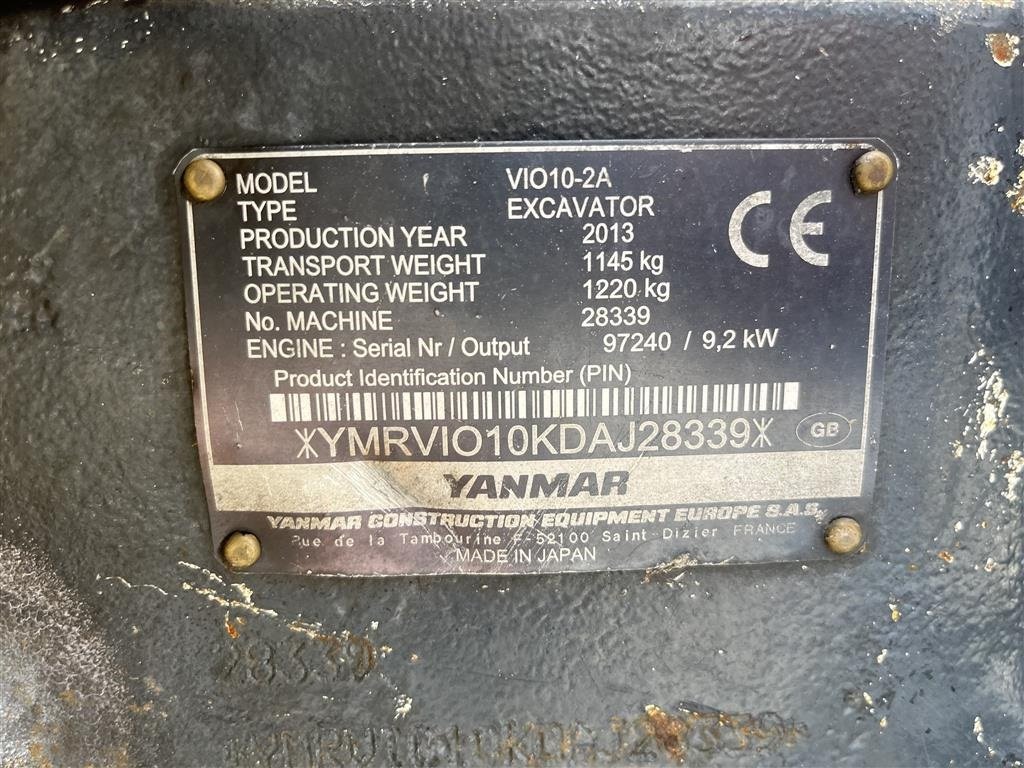 MODEL VIO10-2A
TYPE EXCAVATOR
PRODUCTION YEAR 2013
TRANSPORT WEIGHT 1145 kg
OPERATING WEIGHT 1220 kg
No. MACHINE 28339
ENGINE : Serial Nr / Output 97240 / 9,2 kW
CE
Product Identification Number (PIN)
*YMRVIO10KDAJ28339*
GB
YANMAR
YANMAR CONSTRUCTION EQUIPMENT EUROPE S.A.S.
Rue de la Tambourine F-52100 Saint-Dizier FRANCE
MADE IN JAPAN
28339
*YMRVIO10KDAJ28339*